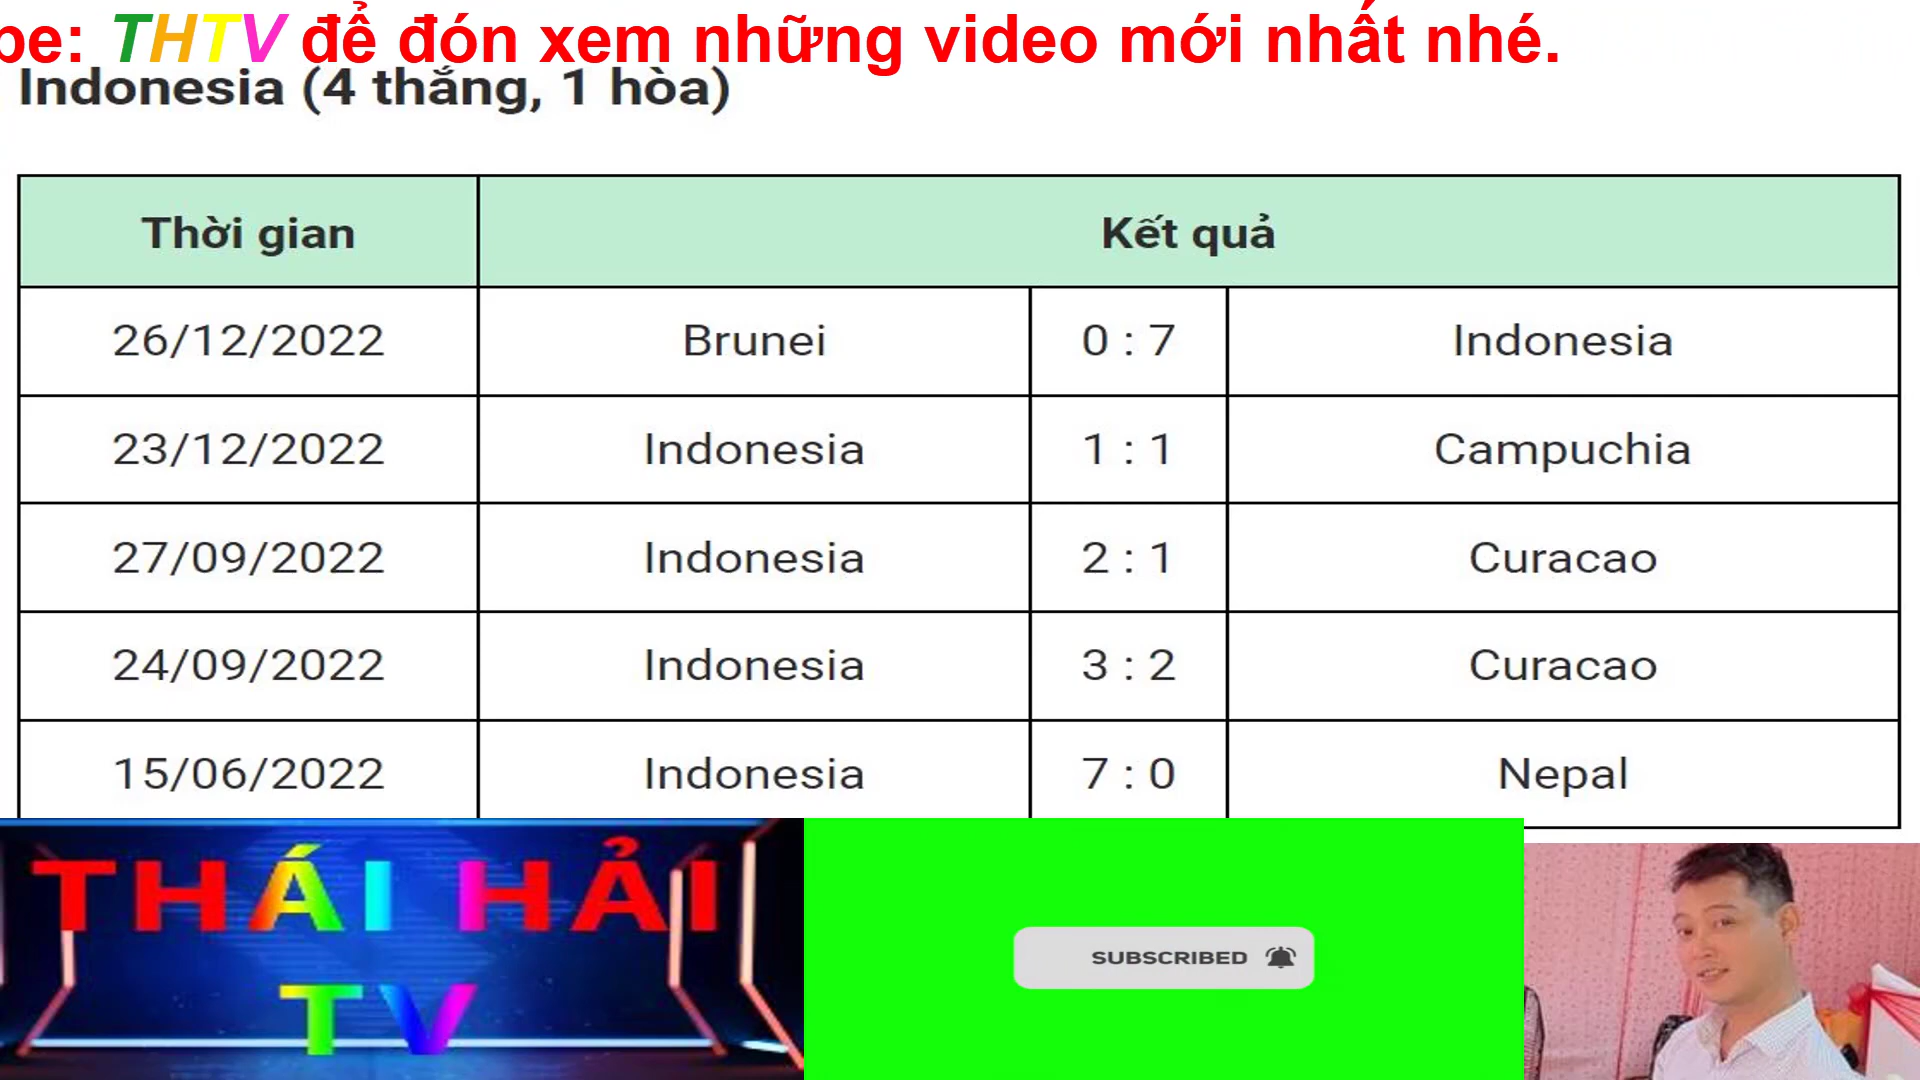 be: THTV để đón xem những video mới nhất nhé.
Indonesia (4 thắng, 1 hòa)
Thời gian Kết quả
26/12/2022 Brunei 0 : 7 Indonesia
23/12/2022 Indonesia 1 : 1 Campuchia
27/09/2022 Indonesia 2 : 1 Curacao
24/09/2022 Indonesia 3 : 2 Curacao
15/06/2022 Indonesia 7 : 0 Nepal
THÁI HẢI
TV
SUBSCRIBED